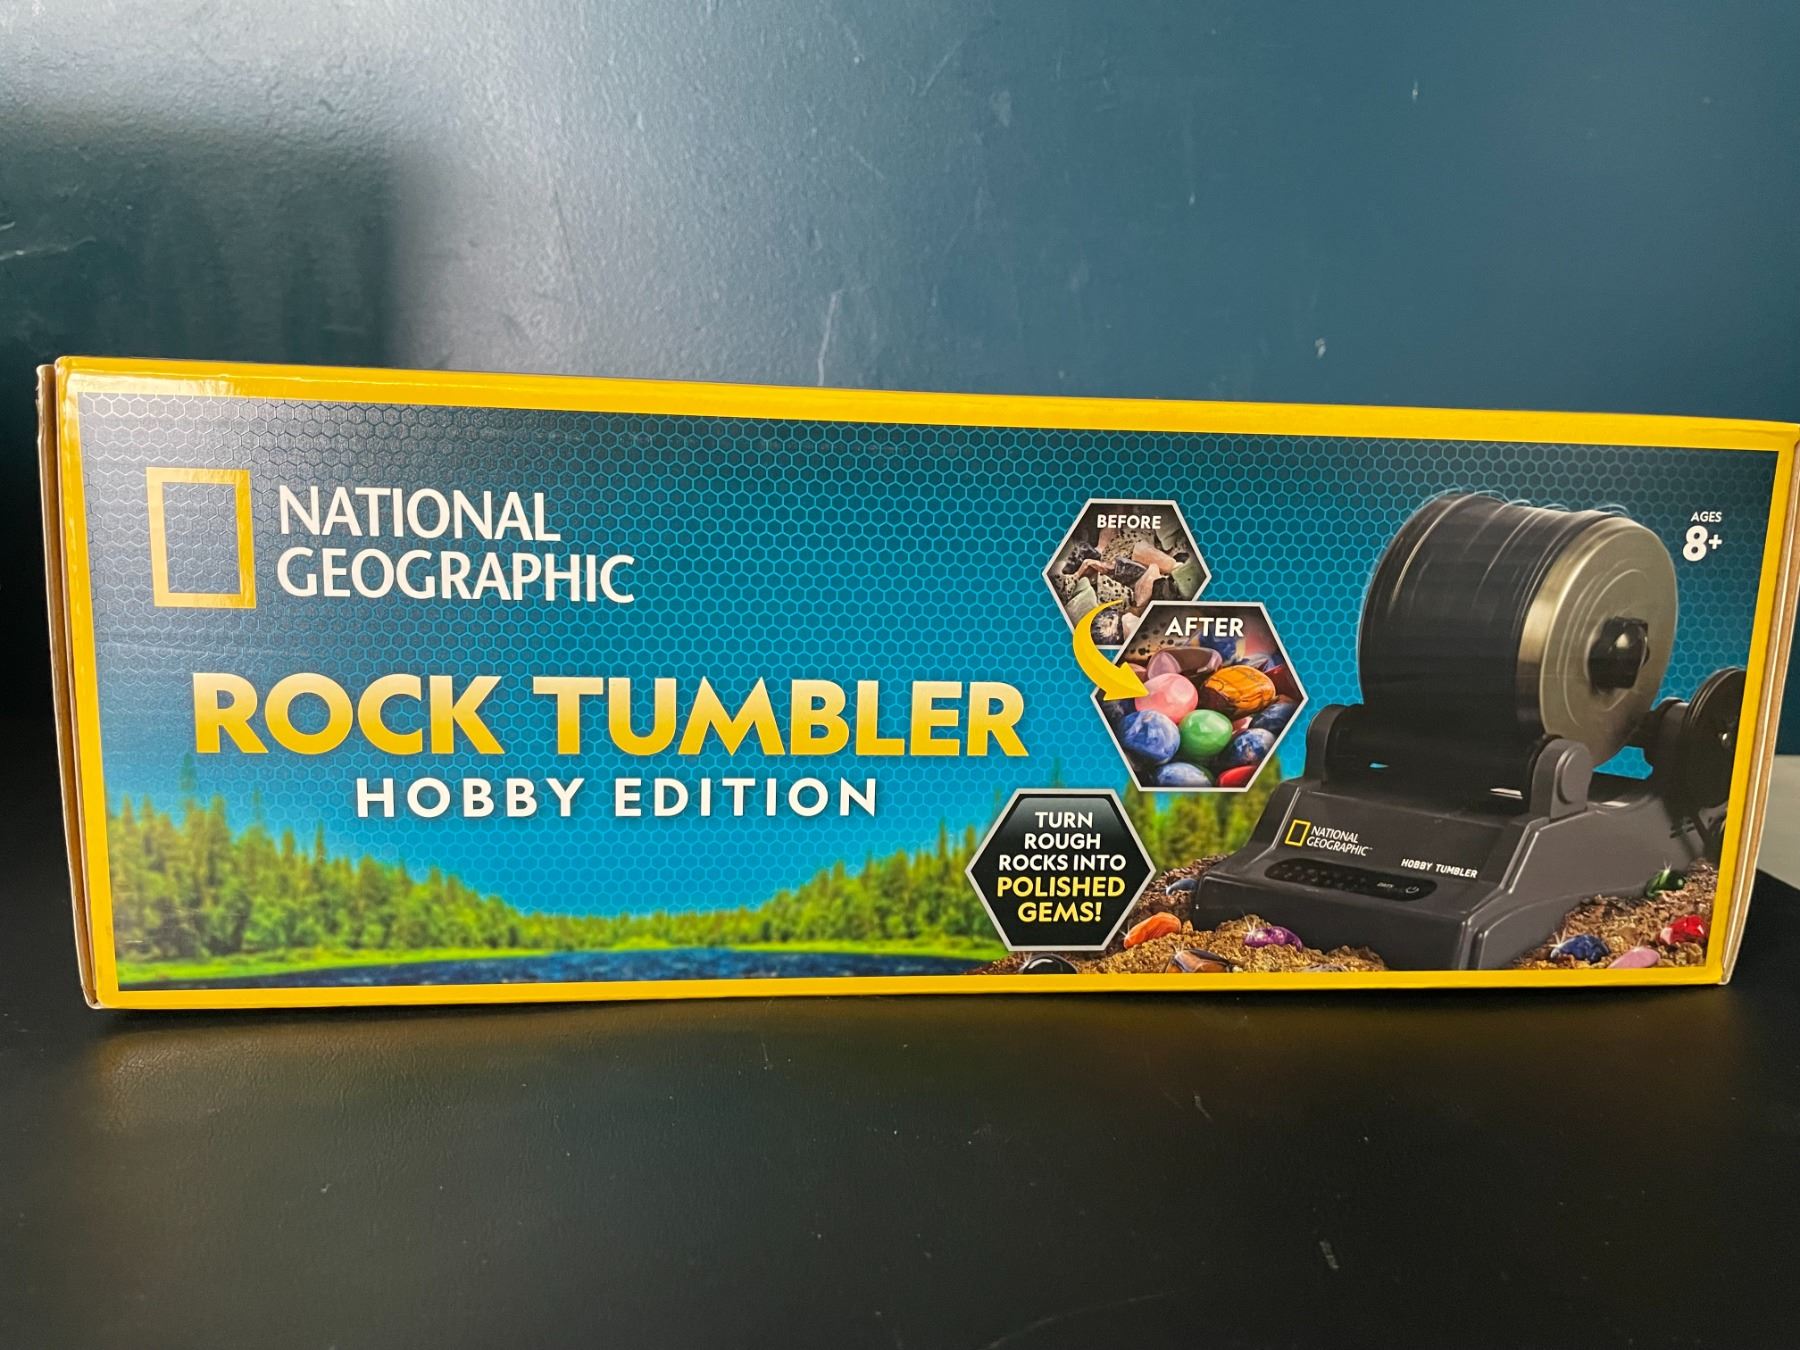 NATIONAL
GEOGRAPHIC
ROCK TUMBLER
HOBBY EDITION
BEFORE
AFTER
TURN
ROUGH
ROCKS INTO
POLISHED
GEMS!
AGES
8+
NATIONAL
GEOGRAPHIC
HOBBY TUMBLER
DAYS